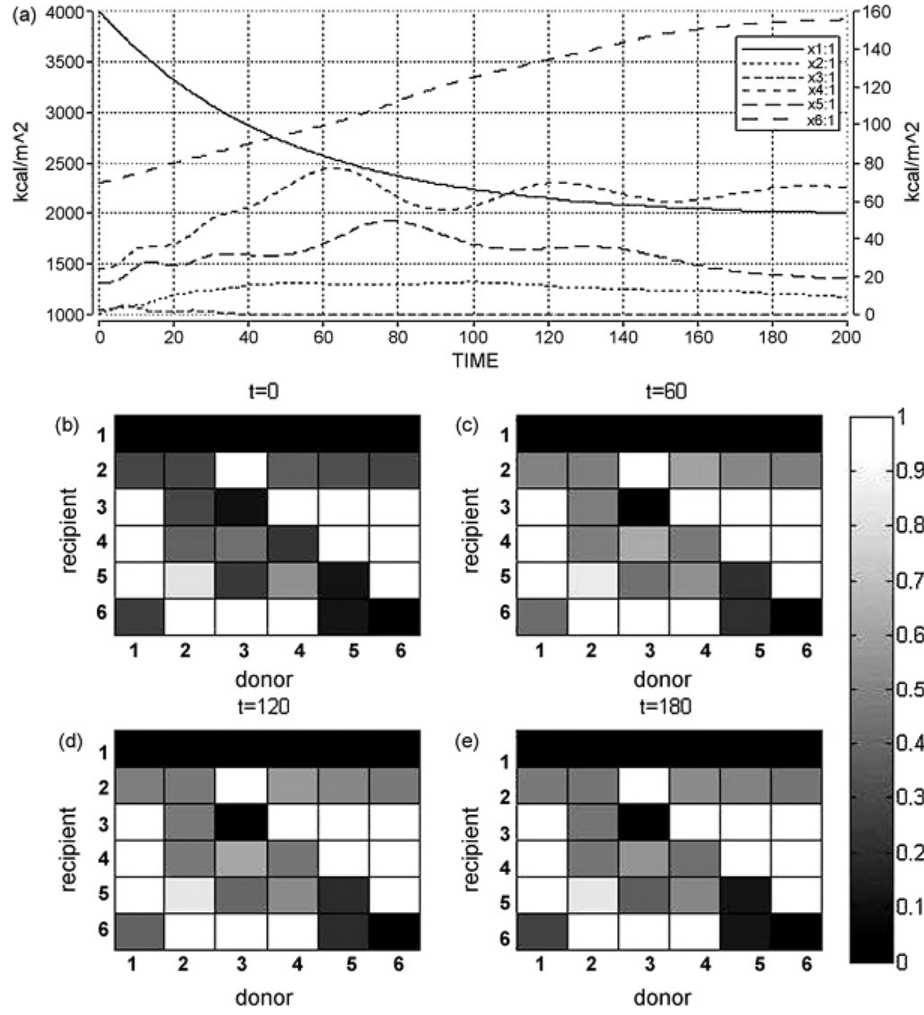 (a)
4000
3500
3000
2500
2000
1500
1000
kcal/m^2
160
140
120
100
80
60
40
20
0
kcal/m^2
x1:1
x2:1
x3:1
x4:1
x5:1
x6:1
0 20 40 60 80 100 120 140 160 180 200
TIME
t=0
(b)
1
2
3
4
5
6
recipient
1 2 3 4 5 6
donor
t=60
(c)
1
2
3
4
5
6
recipient
1 2 3 4 5 6
donor
t=120
(d)
1
2
3
4
5
6
recipient
1 2 3 4 5 6
donor
t=180
(e)
1
2
3
4
5
6
recipient
1 2 3 4 5 6
donor
1
0.9
0.8
0.7
0.6
0.5
0.4
0.3
0.2
0.1
0